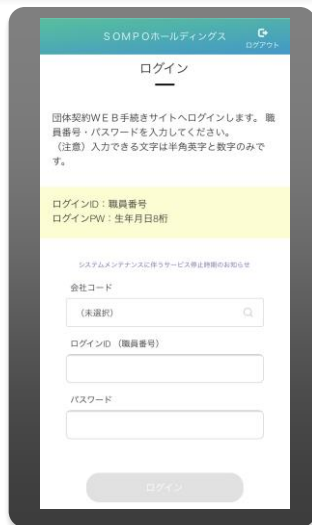 SOMPOホールディングス
ログアウト
ログイン
団体契約WEB手続きサイトへログインします。 職
員番号・パスワードを入力してください。
（注意）入力できる文字は半角英字と数字のみで
す。
ログインID：職員番号
ログインPW：生年月日8桁
システムメンテナンスに伴うサービス停止時間のお知らせ
会社コード
（未選択）
ログインID （職員番号）
パスワード
ログイン